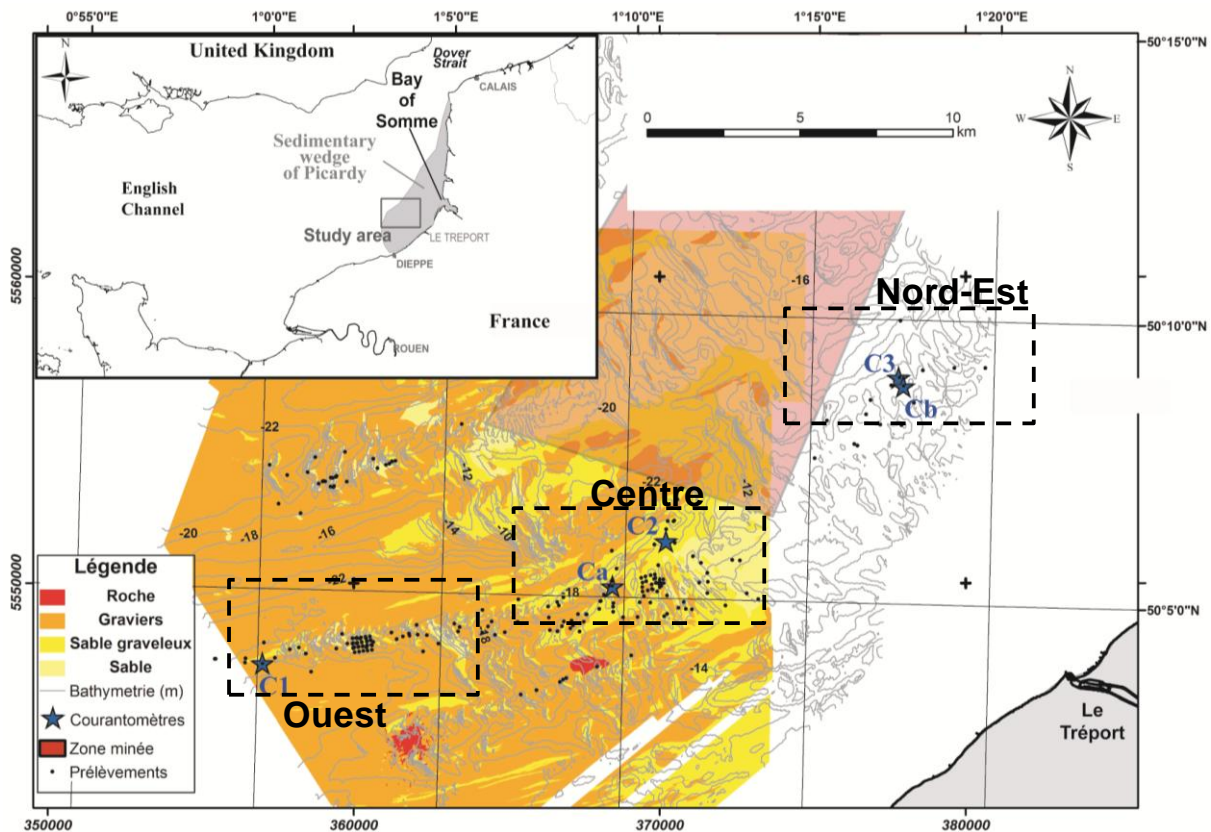 0°55'0"E
1°0'0"E
1°5'0"E
1°10'0"E
1°15'0"E
1°20'0"E
50°15'0"N
50°10'0"N
50°5'0"N
5560000
5550000
N
United Kingdom
Dover
Strait
CALAIS
Bay
of
Somme
Sedimentary
wedge
of Picardy
English
Channel
Study area
LE TREPORT
DIEPPE
France
ROUEN
0
5
10
km
N
W
E
S
-16
Nord-Est
C3
Cb
-20
-22
-12
-22
-12
Centre
C2
Ca
-18
-14
-16
-20
-18
-16
-22
-18
-14
C1
Ouest
Légende
Roche
Graviers
Sable graveleux
Sable
Bathymetrie (m)
Courantomètres
Zone minée
Prélèvements
Le
Tréport
350000
360000
370000
380000